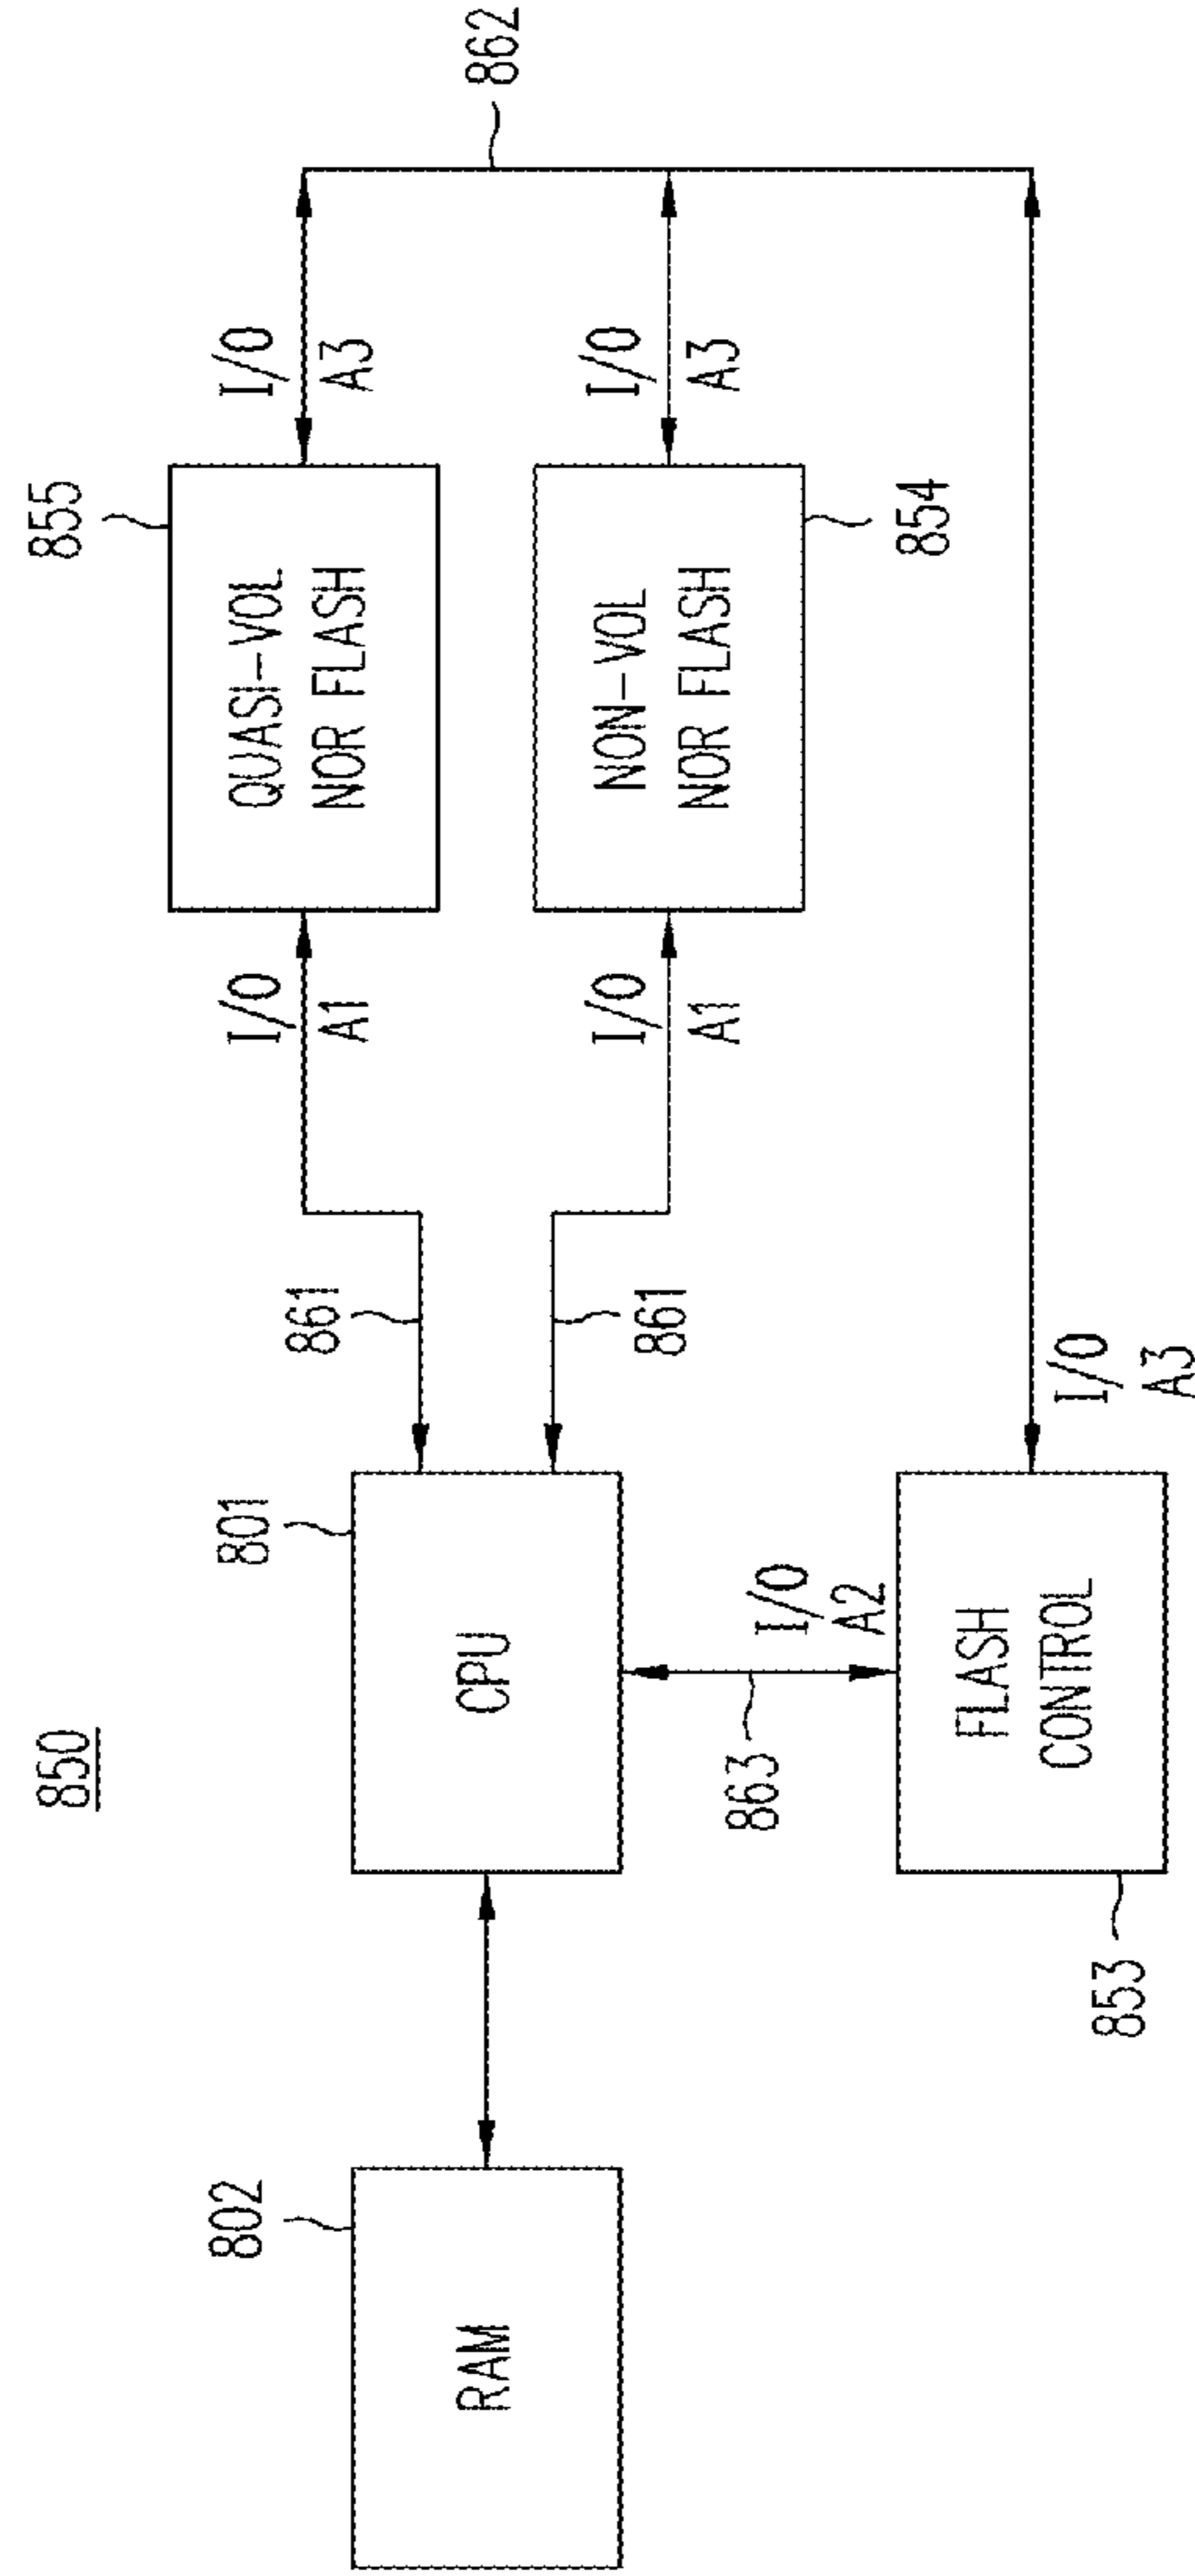 850
802
RAM
801
CPU
861
861
863
I/O
A2
853
FLASH
CONTROL
I/O
A3
I/O
A1
855
QUASI-VOL
NOR FLASH
I/O
A3
I/O
A1
854
NON-VOL
NOR FLASH
I/O
A3
862